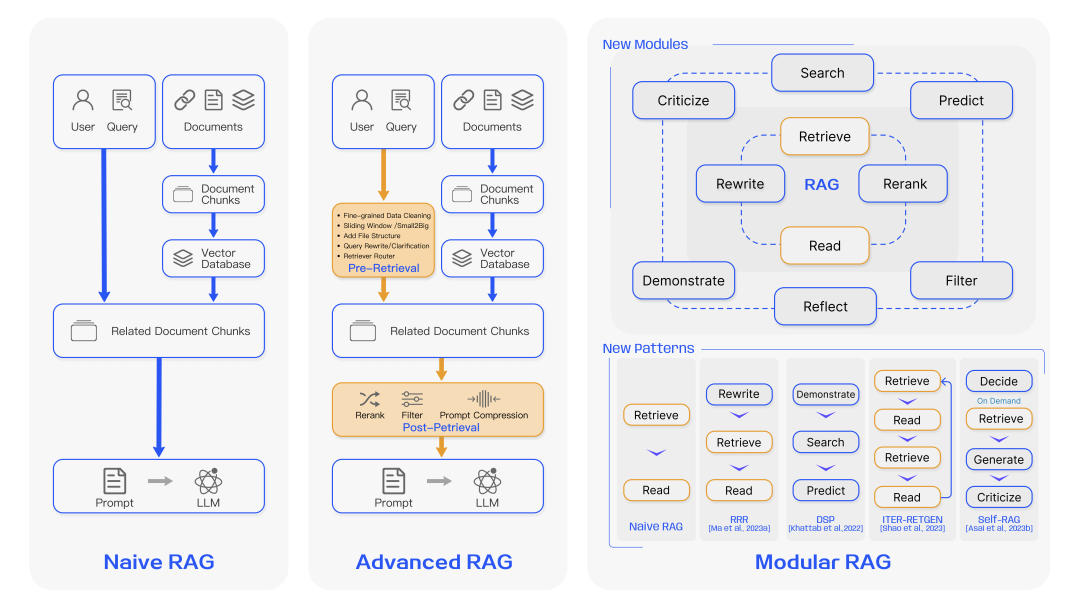 User Query
Documents
Document
Chunks
Vector
Database
Related Document Chunks
Prompt
LLM
Naive RAG
User Query
Documents
Document
Chunks
• Fine-grained Data Cleaning
• Sliding Window /Small2Big
• Add File Structure
• Query Rewrite/Clarification
• Retriever Router
Pre-Retrieval
Vector
Database
Related Document Chunks
Rerank
Filter
Prompt Compression
Post-Petrieval
Prompt
LLM
Advanced RAG
New Modules
Search
Criticize
Predict
Retrieve
Rewrite
RAG
Rerank
Read
Demonstrate
Filter
Reflect
New Patterns
Retrieve
Read
Naive RAG
Rewrite
Retrieve
Read
RRR
[Ma et al., 2023a]
Demonstrate
Search
Predict
DSP
[Khattab et al.,2022]
Retrieve
Read
Retrieve
Read
ITER-RETGEN
[Shao et al., 2023]
Decide
On Demand
Retrieve
Generate
Criticize
Self-RAG
[Asai et al., 2023b]
Modular RAG